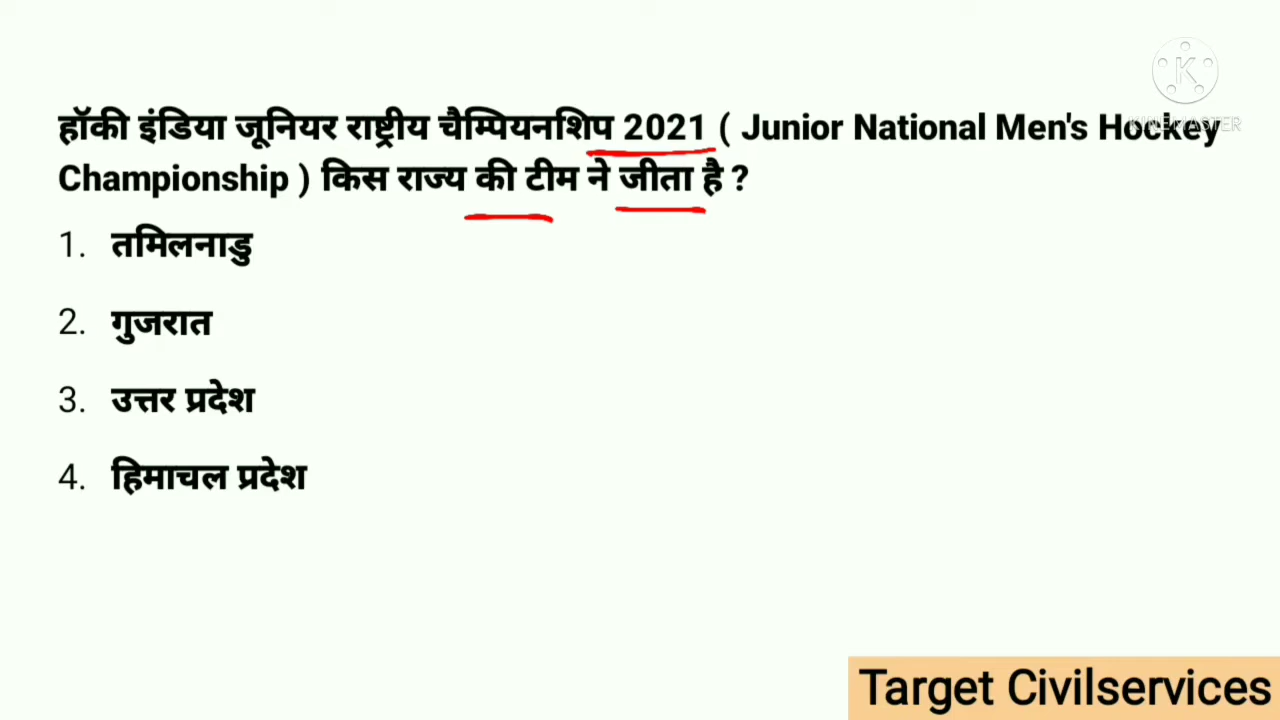 हॉकी इंडिया जूनियर राष्ट्रीय चैम्पियनशिप 2021 ( Junior National Men's Hockey
Championship ) किस राज्य की टीम ने जीता है ?
1. तमिलनाडु
2. गुजरात
3. उत्तर प्रदेश
4. हिमाचल प्रदेश
K
KINEMASTER
Target Civilservices